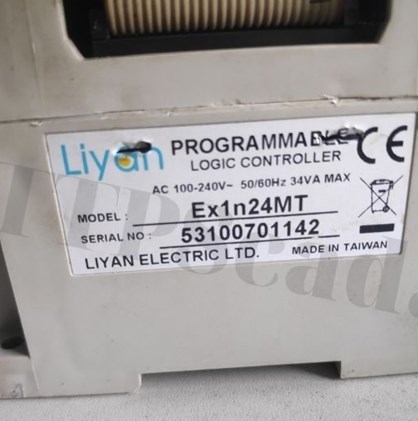 Liyan PROGRAMMABLE CE
LOGIC CONTROLLER
AC 100-240V~ 50/60Hz 34VA MAX
MODEL : Ex1n24MT
SERIAL NO : 53100701142
LIYAN ELECTRIC LTD. MADE IN TAIWAN